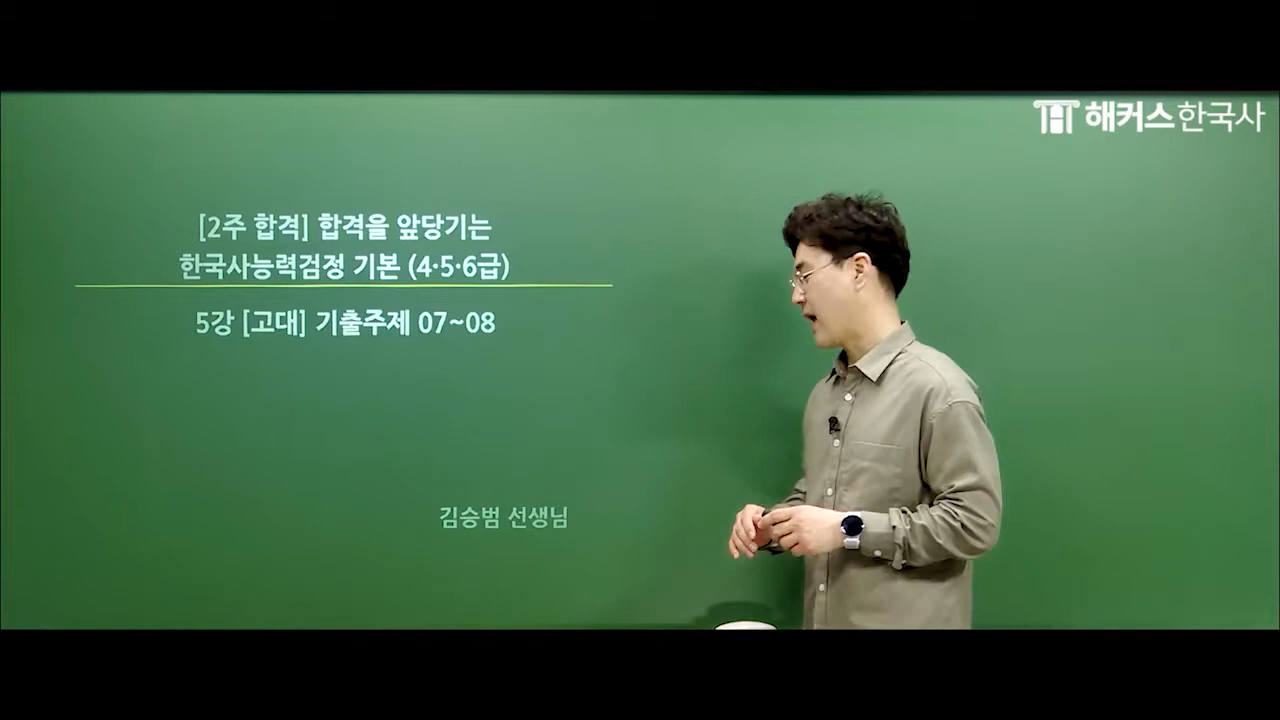 해커스한국사
[2주 합격] 합격을 앞당기는
한국사능력검정 기본 (4·5·6급)
5강 [고대] 기출주제 07~08
김승범 선생님